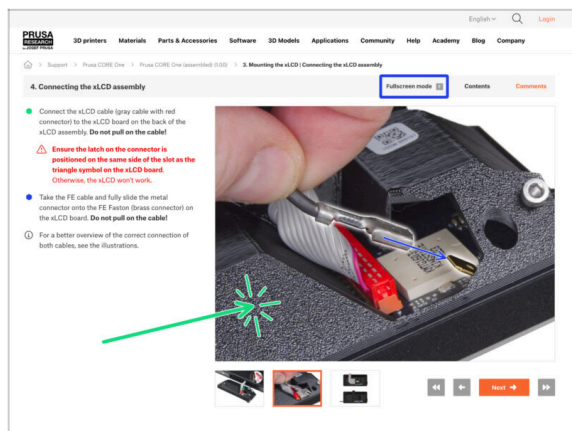 English
Login
PRUSA
RESEARCH
by JOSEF PRUSA
3D printers Materials Parts & Accessories Software 3D Models Applications Community Help Academy Blog Company
Support > Prusa CORE One > Prusa CORE One (assembled) > 3. Mounting the xLCD | Connecting the xLCD assembly
4. Connecting the xLCD assembly
Fullscreen mode
Contents
Comments
Connect the xLCD cable (gray cable with red
connector) to the xLCD board on the back of the
xLCD assembly. Do not pull on the cable!
Ensure the latch on the connector is
positioned on the same side of the slot as the
triangle symbol on the xLCD board.
Otherwise, the xLCD won't work.
Take the FE cable and fully slide the metal
connector onto the FE Faston (brass connector) on
the xLCD board. Do not pull on the cable!
For a better overview of the correct connection of
both cables, see the illustrations.
Next